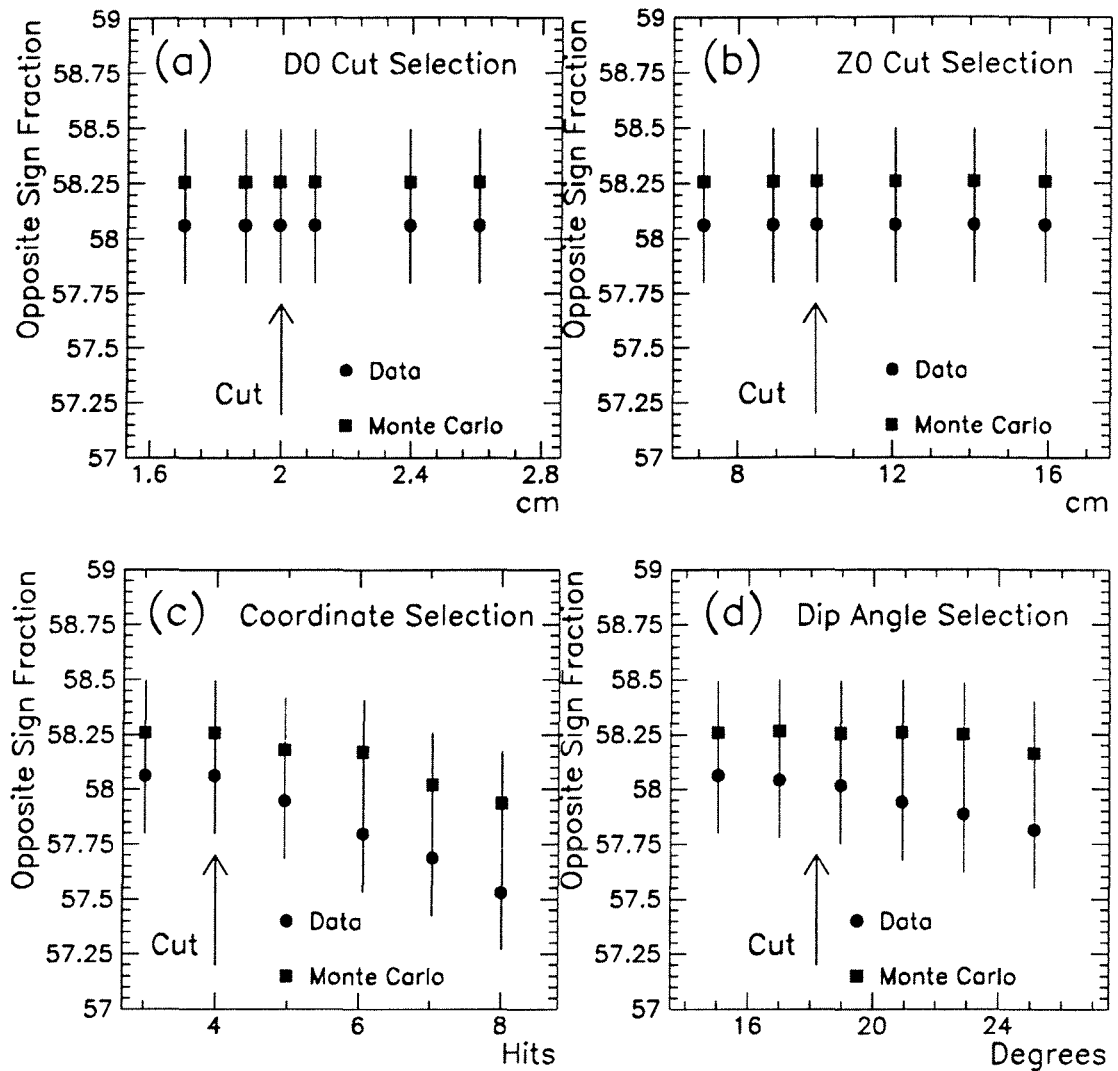 (a) DO Cut Selection
Opposite Sign Fraction
59
58.75
58.5
58.25
58
57.75
57.5
57.25
57
Cut
Data
Monte Carlo
1.6 2 2.4 2.8
cm
(b) ZO Cut Selection
Opposite Sign Fraction
59
58.75
58.5
58.25
58
57.75
57.5
57.25
57
Cut
Data
Monte Carlo
8 12 16
cm
(c) Coordinate Selection
Opposite Sign Fraction
59
58.75
58.5
58.25
58
57.75
57.5
57.25
57
Cut
Data
Monte Carlo
4 6 8
Hits
(d) Dip Angle Selection
Opposite Sign Fraction
59
58.75
58.5
58.25
58
57.75
57.5
57.25
57
Cut
Data
Monte Carlo
16 20 24
Degrees